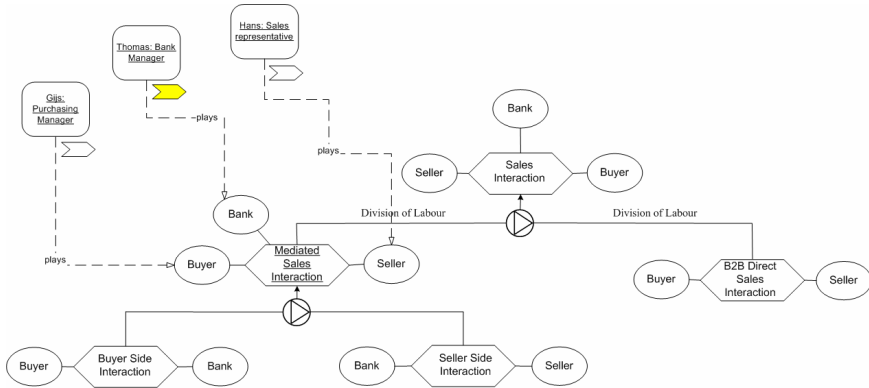 Hans: Sales
representative
Thomas: Bank
Manager
Gijs:
Purchasing
Manager
plays
plays
plays
Bank
Seller
Sales
Interaction
Buyer
Division of Labour
Division of Labour
Bank
Buyer
Mediated
Sales
Interaction
Seller
Buyer
B2B Direct
Sales
Interaction
Seller
Buyer
Buyer Side
Interaction
Bank
Bank
Seller Side
Interaction
Seller